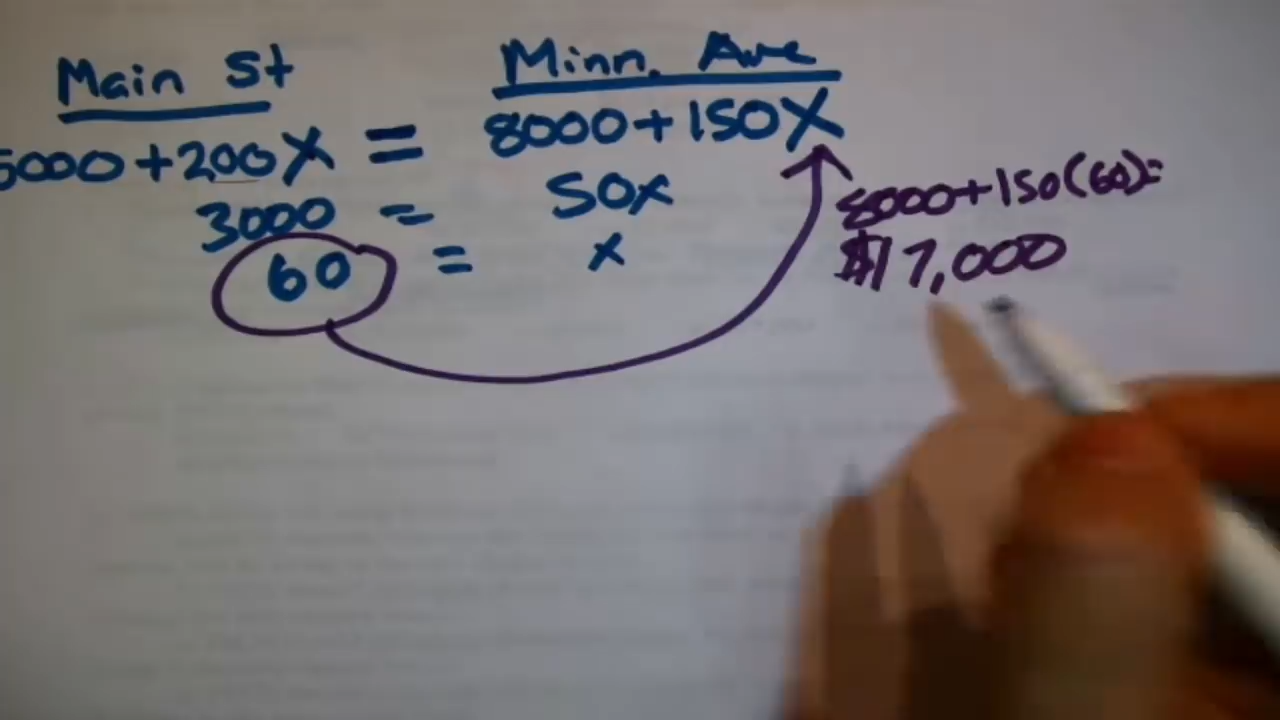 Main St Minn. Ave
5000+200X = 8000+150X
3000 = 50x
60 = x
8000+150(60)=
$17,000